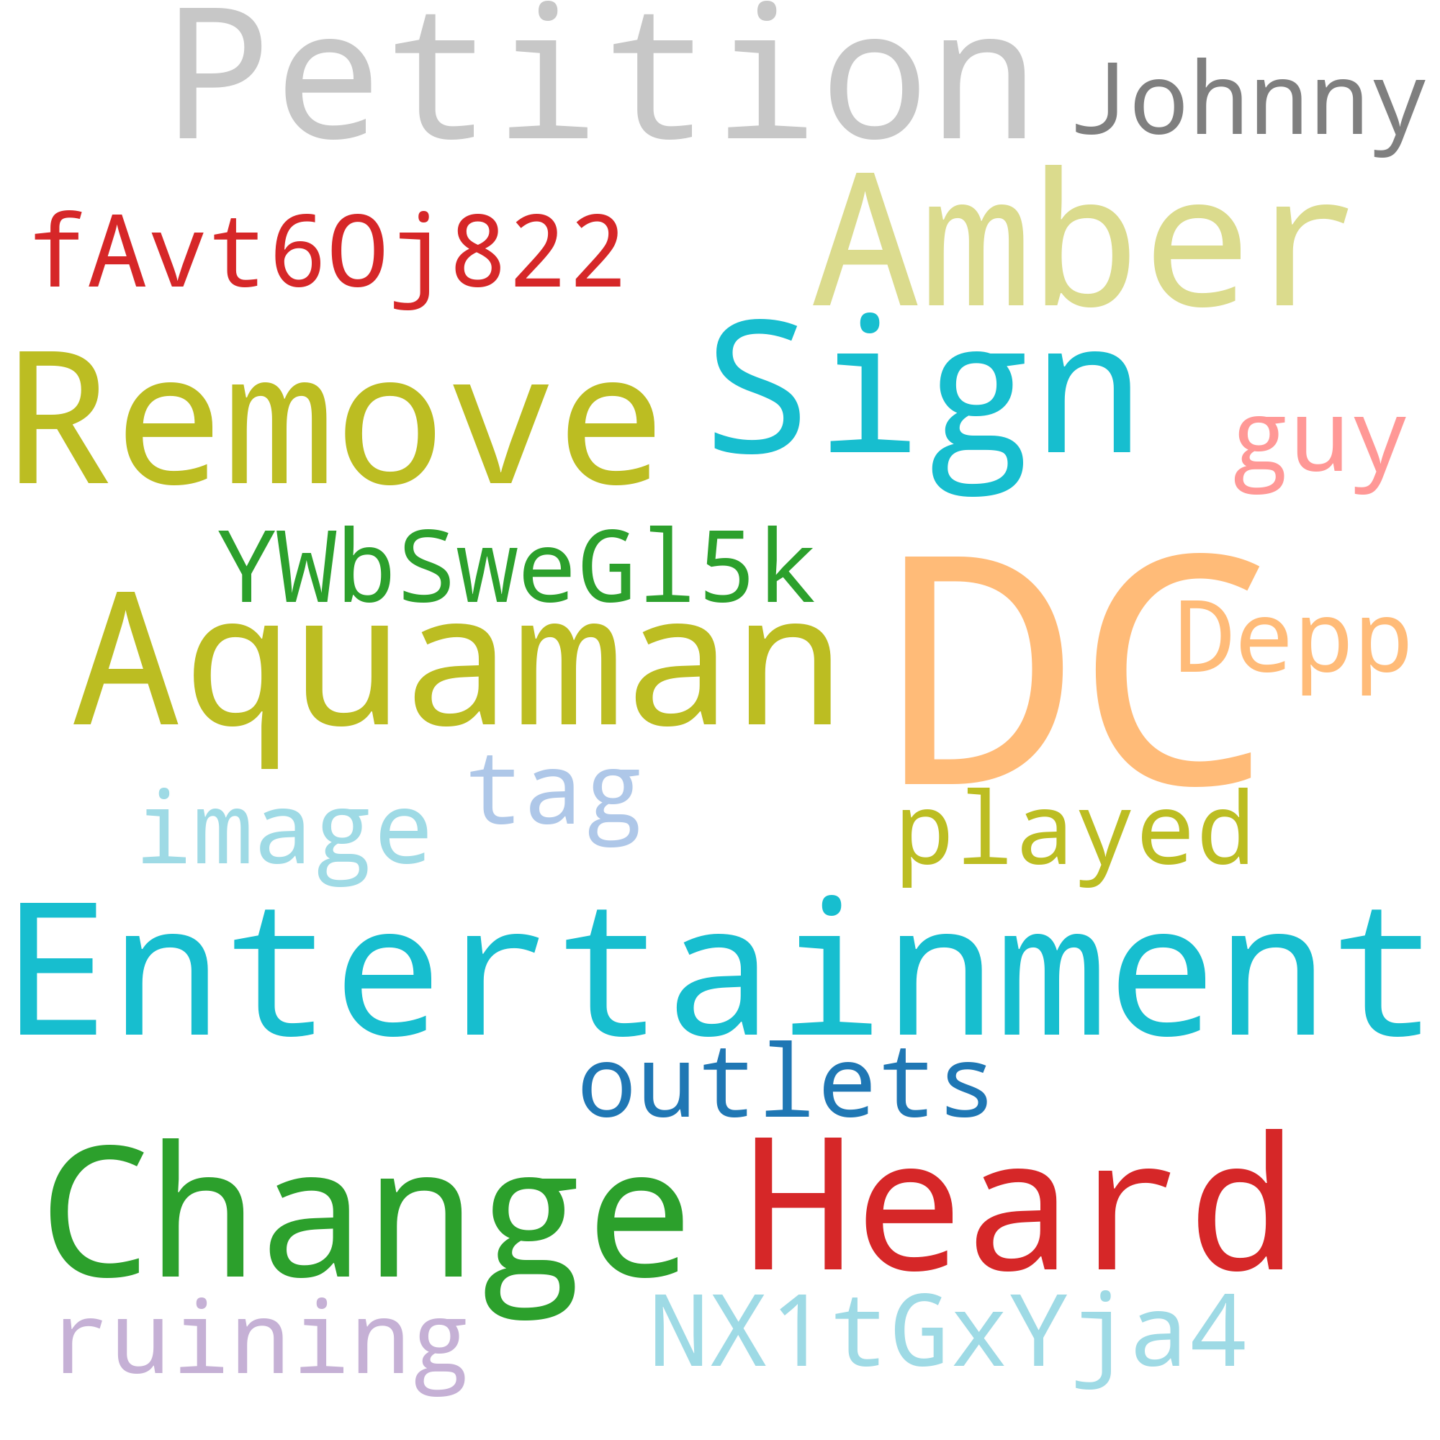 Petition
Johnny
fAvt6Oj822
Amber
Remove
Sign
guy
YWbSweGl5k
Aquaman
DC
Depp
image
tag
played
Entertainment
outlets
Change
Heard
ruining
NX1tGxYja4